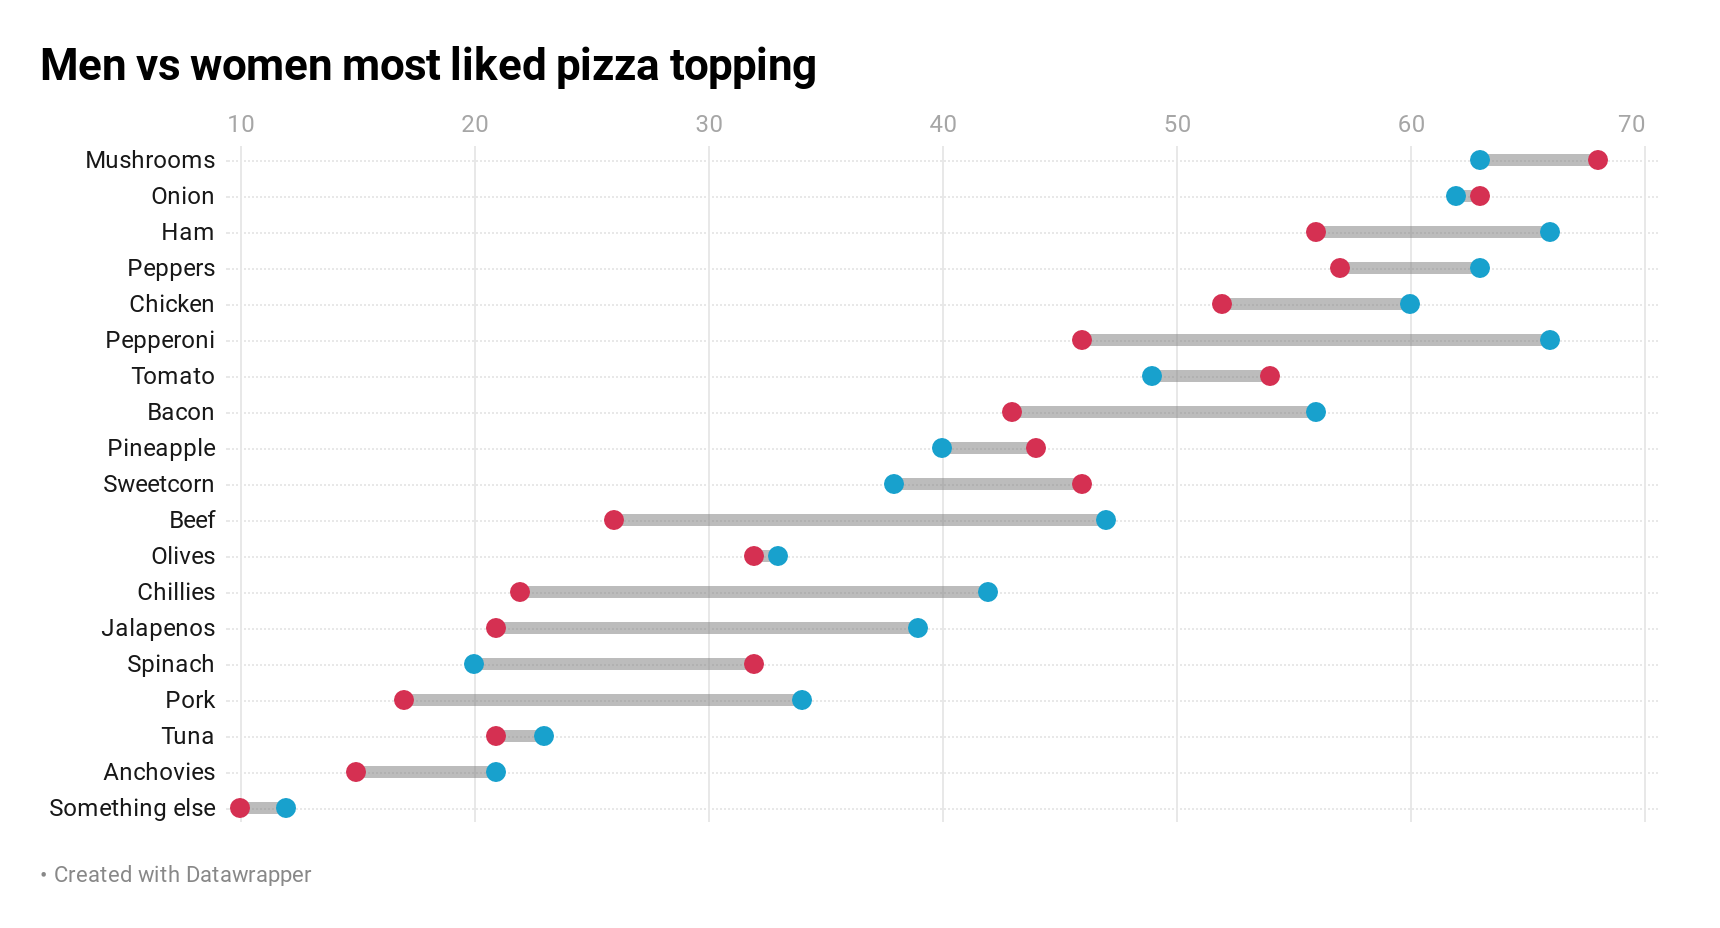 Men vs women most liked pizza topping
10 20 30 40 50 60 70
Mushrooms
Onion
Ham
Peppers
Chicken
Pepperoni
Tomato
Bacon
Pineapple
Sweetcorn
Beef
Olives
Chillies
Jalapenos
Spinach
Pork
Tuna
Anchovies
Something else
• Created with Datawrapper